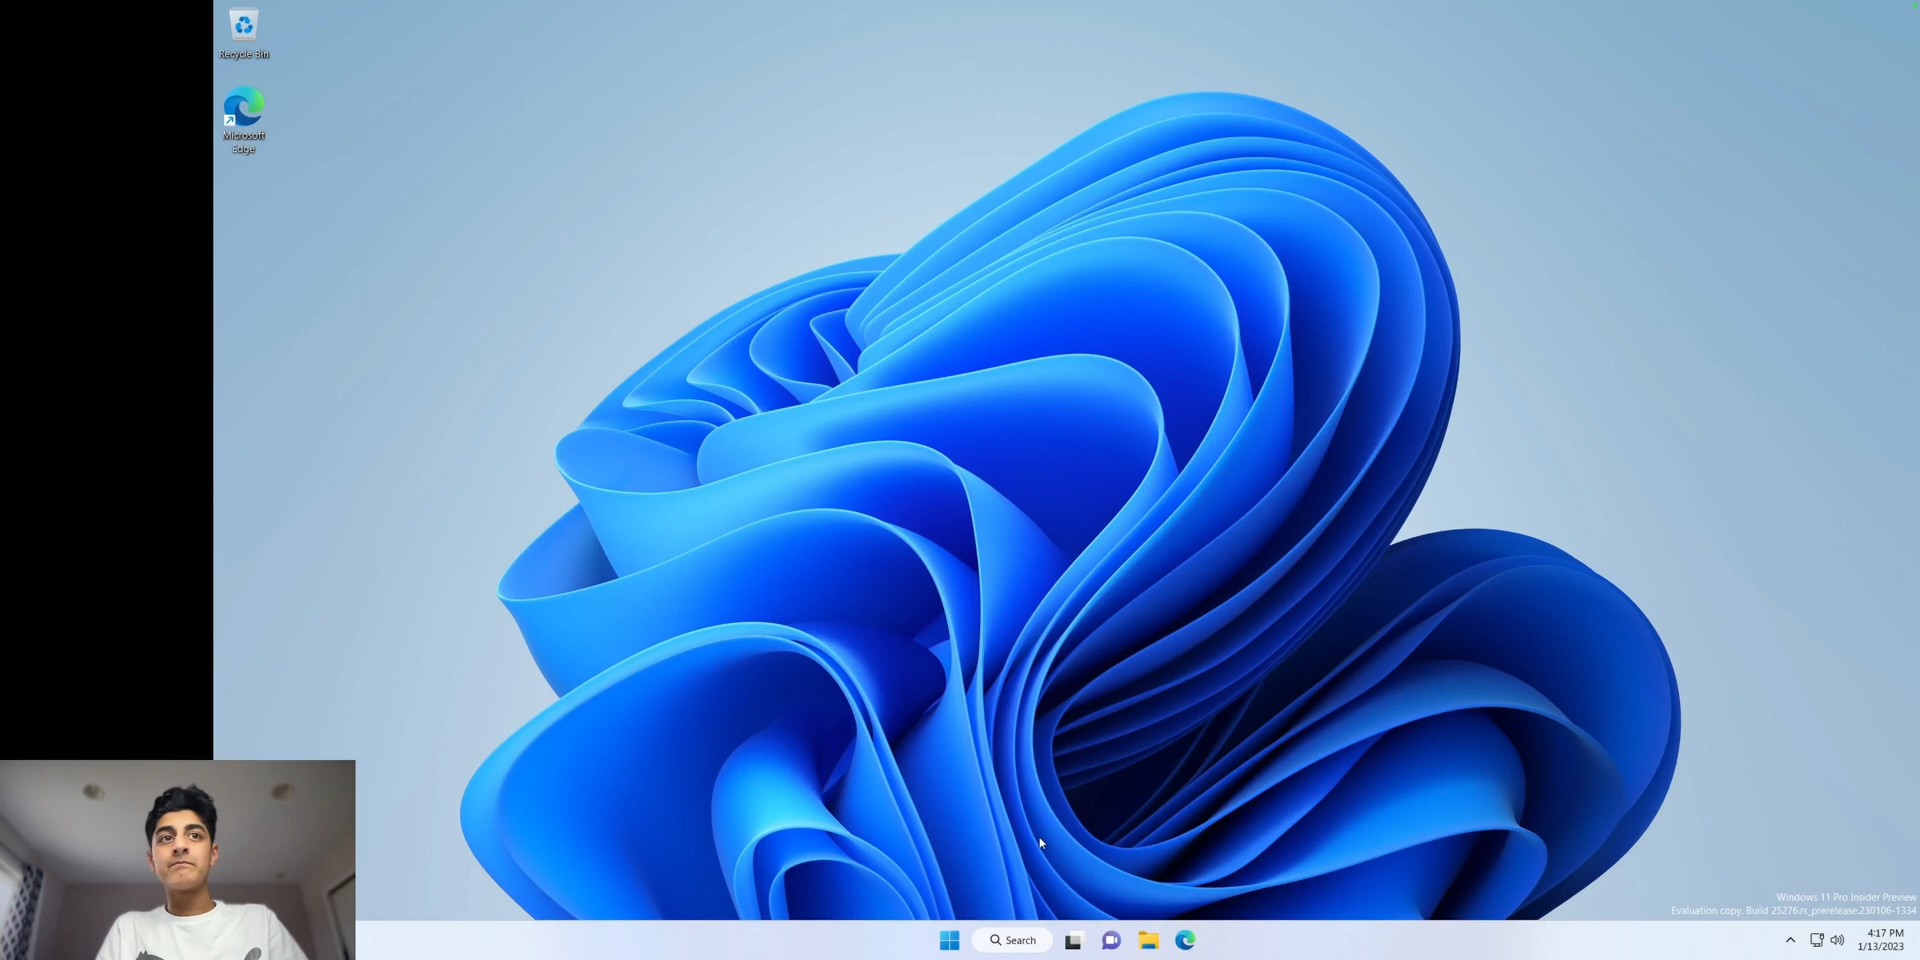 Recycle Bin
Microsoft
Edge
Windows 11 Pro Insider Preview
Evaluation copy. Build 25276.rs_prerelease.230106-1334
Search
4:17 PM
1/13/2023